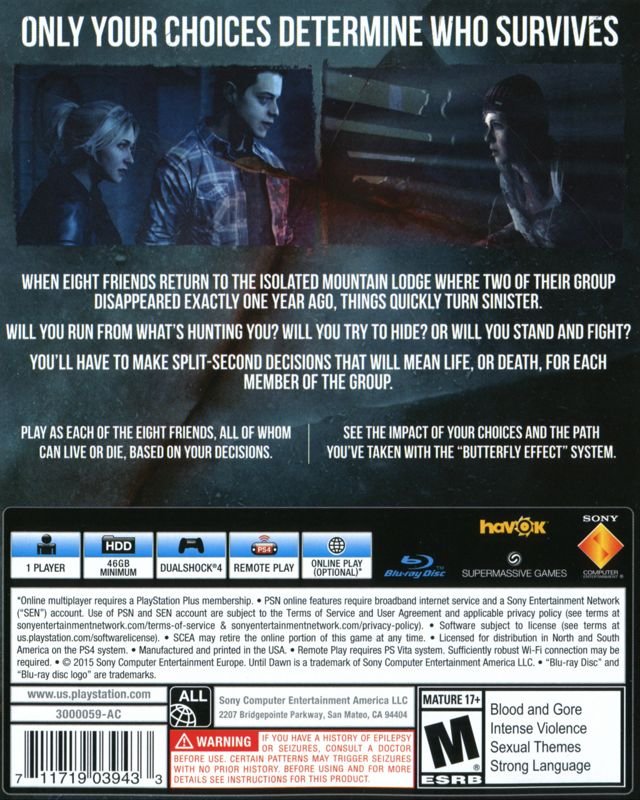 ONLY YOUR CHOICES DETERMINE WHO SURVIVES
WHEN EIGHT FRIENDS RETURN TO THE ISOLATED MOUNTAIN LODGE WHERE TWO OF THEIR GROUP
DISAPPEARED EXACTLY ONE YEAR AGO, THINGS QUICKLY TURN SINISTER.
WILL YOU RUN FROM WHAT'S HUNTING YOU? WILL YOU TRY TO HIDE? OR WILL YOU STAND AND FIGHT?
YOU'LL HAVE TO MAKE SPLIT-SECOND DECISIONS THAT WILL MEAN LIFE, OR DEATH, FOR EACH
MEMBER OF THE GROUP.
PLAY AS EACH OF THE EIGHT FRIENDS, ALL OF WHOM
CAN LIVE OR DIE, BASED ON YOUR DECISIONS.
SEE THE IMPACT OF YOUR CHOICES AND THE PATH
YOU'VE TAKEN WITH THE "BUTTERFLY EFFECT" SYSTEM.
1 PLAYER
HDD
46GB
MINIMUM
DUALSHOCK®4
PS4
REMOTE PLAY
ONLINE PLAY
(OPTIONAL)*
Blu-ray Disc™
havok
SUPERMASSIVE GAMES
SONY
COMPUTER
ENTERTAINMENT®
*Online multiplayer requires a PlayStation Plus membership. • PSN online features require broadband internet service and a Sony Entertainment Network
("SEN") account. Use of PSN and SEN account are subject to the Terms of Service and User Agreement and applicable privacy policy (see terms at
sonyentertainmentnetwork.com/terms-of-service & sonyentertainmentnetwork.com/privacy-policy). • Software subject to license (see terms at
us.playstation.com/softwarelicense). • SCEA may retire the online portion of this game at any time. • Licensed for distribution in North and South
America on the PS4 system. • Manufactured and printed in the USA. • Remote Play requires PS Vita system. Sufficiently robust Wi-Fi connection may be
required. • © 2015 Sony Computer Entertainment Europe. Until Dawn is a trademark of Sony Computer Entertainment America LLC. • "Blu-ray Disc" and
"Blu-ray disc logo" are trademarks.
www.us.playstation.com
3000059-AC
7 11719 03943 3
ALL
Sony Computer Entertainment America LLC
2207 Bridgepointe Parkway, San Mateo, CA 94404
WARNING IF YOU HAVE A HISTORY OF EPILEPSY
OR SEIZURES, CONSULT A DOCTOR
BEFORE USE. CERTAIN PATTERNS MAY TRIGGER SEIZURES
WITH NO PRIOR HISTORY. BEFORE USING AND FOR MORE
DETAILS SEE INSTRUCTIONS FOR THIS PRODUCT.
MATURE 17+
M
ESRB
Blood and Gore
Intense Violence
Sexual Themes
Strong Language